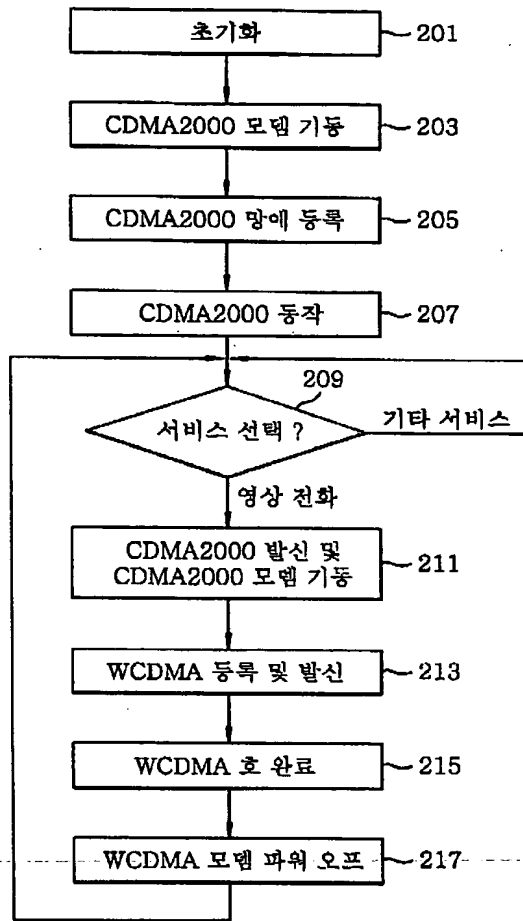 초기화
201
CDMA2000 모뎀 기동
203
CDMA2000 망에 등록
205
CDMA2000 동작
207
209
서비스 선택 ?
기타 서비스
영상 전화
CDMA2000 발신 및
CDMA2000 모뎀 기동
211
WCDMA 등록 및 발신
213
WCDMA 호 완료
215
WCDMA 모뎀 파워 오프
217